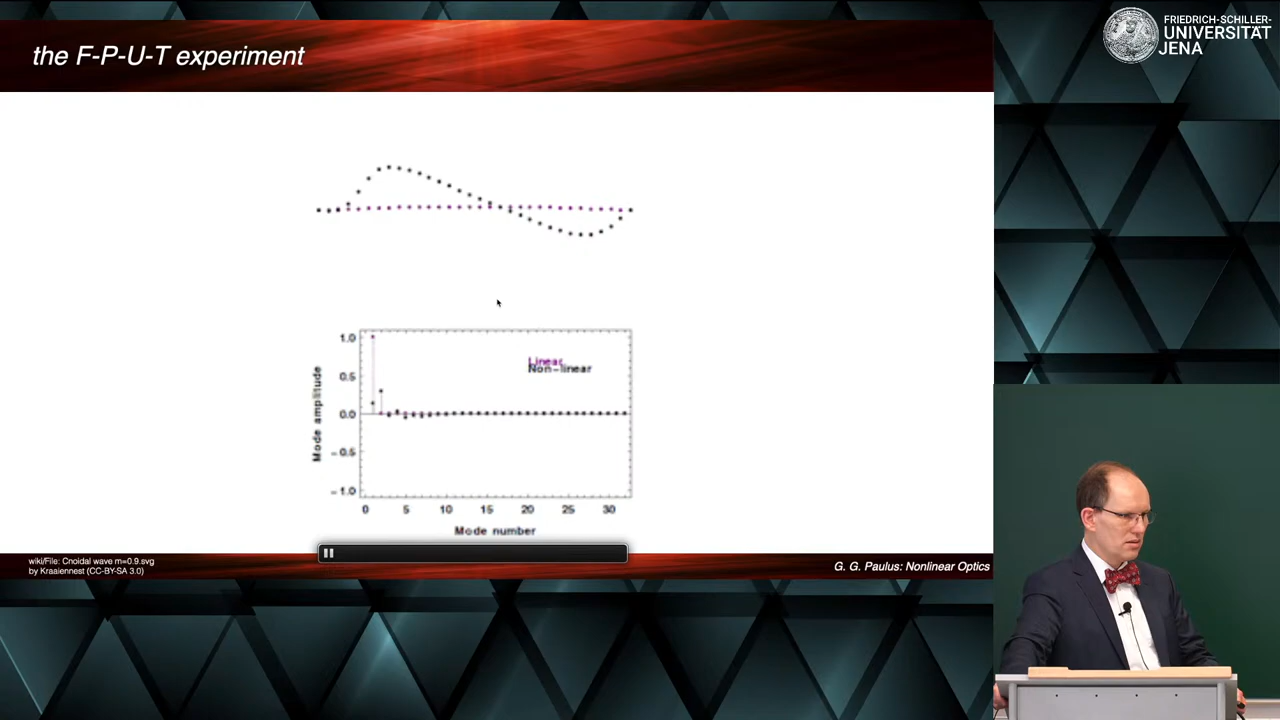 the F-P-U-T experiment
FRIEDRICH-SCHILLER-
UNIVERSITÄT
JENA
Linear
Non-linear
Mode amplitude
1.0
0.5
0.0
-0.5
-1.0
0 5 10 15 20 25 30
Mode number
wiki/File: Cnoidal wave m=0.9.svg
by Kraaiennest (CC-BY-SA 3.0)
G. G. Paulus: Nonlinear Optics